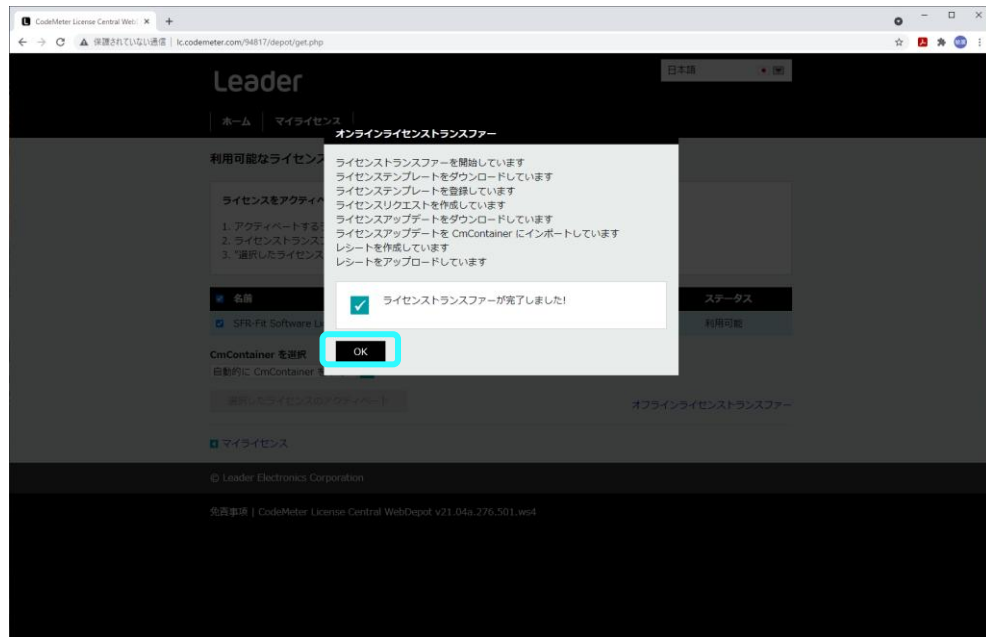 CodeMeter License Central Web
保護されていない通信 | lc.codemeter.com/94817/depot/get.php
Leader
日本語
ホーム | マイライセンス
オンラインライセンストランスファー
利用可能なライセンス
ライセンストランスファーを開始しています
ライセンステンプレートをダウンロードしています
ライセンステンプレートを登録しています
ライセンスリクエストを作成しています
ライセンスアップデートをダウンロードしています
ライセンスアップデートを CmContainer にインポートしています
レシートを作成しています
レシートをアップロードしています
ライセンスをアクティベ
1. アクティベートする
2. ライセンストランス
3. "選択したライセンス
ライセンストランスファーが完了しました!
名前
ステータス
SFR-Fit Software Li
利用可能
OK
CmContainer を選択
自動的に CmContainer を
選択したライセンスのアクティベート
オフラインライセンストランスファー
マイライセンス
© Leader Electronics Corporation
免責事項 | CodeMeter License Central WebDepot v21.04a.276.501.ws4